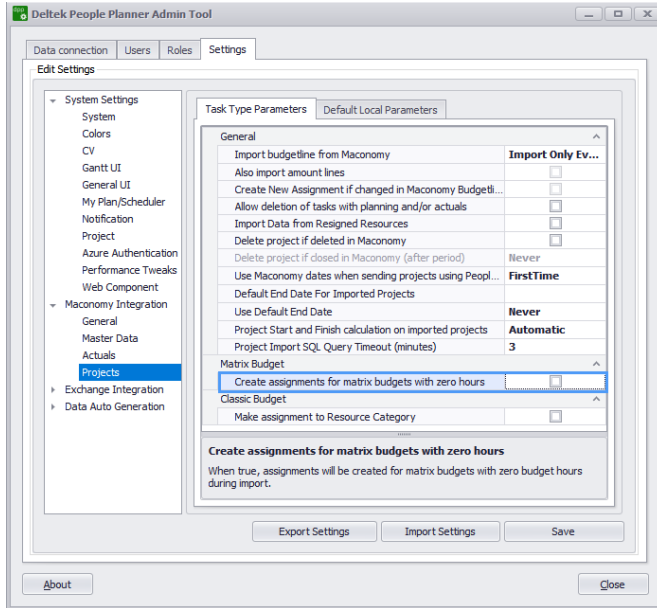 Deltek People Planner Admin Tool
Data connection
Users
Roles
Settings
Edit Settings
System Settings
System
Colors
CV
Gantt UI
General UI
My Plan/Scheduler
Notification
Project
Azure Authentication
Performance Tweaks
Web Component
Maconomy Integration
General
Master Data
Actuals
Projects
Exchange Integration
Data Auto Generation
Task Type Parameters
Default Local Parameters
General
Import budgetline from Maconomy Import Only Ev...
Also import amount lines
Create New Assignment if changed in Maconomy Budgetli...
Allow deletion of tasks with planning and/or actuals
Import Data from Resigned Resources
Delete project if deleted in Maconomy
Delete project if closed in Maconomy (after period) Never
Use Maconomy dates when sending projects using Peopl... FirstTime
Default End Date For Imported Projects
Use Default End Date Never
Project Start and Finish calculation on imported projects Automatic
Project Import SQL Query Timeout (minutes) 3
Matrix Budget
Create assignments for matrix budgets with zero hours
Classic Budget
Make assignment to Resource Category
Create assignments for matrix budgets with zero hours
When true, assignments will be created for matrix budgets with zero budget hours
during import.
Export Settings
Import Settings
Save
About
Close